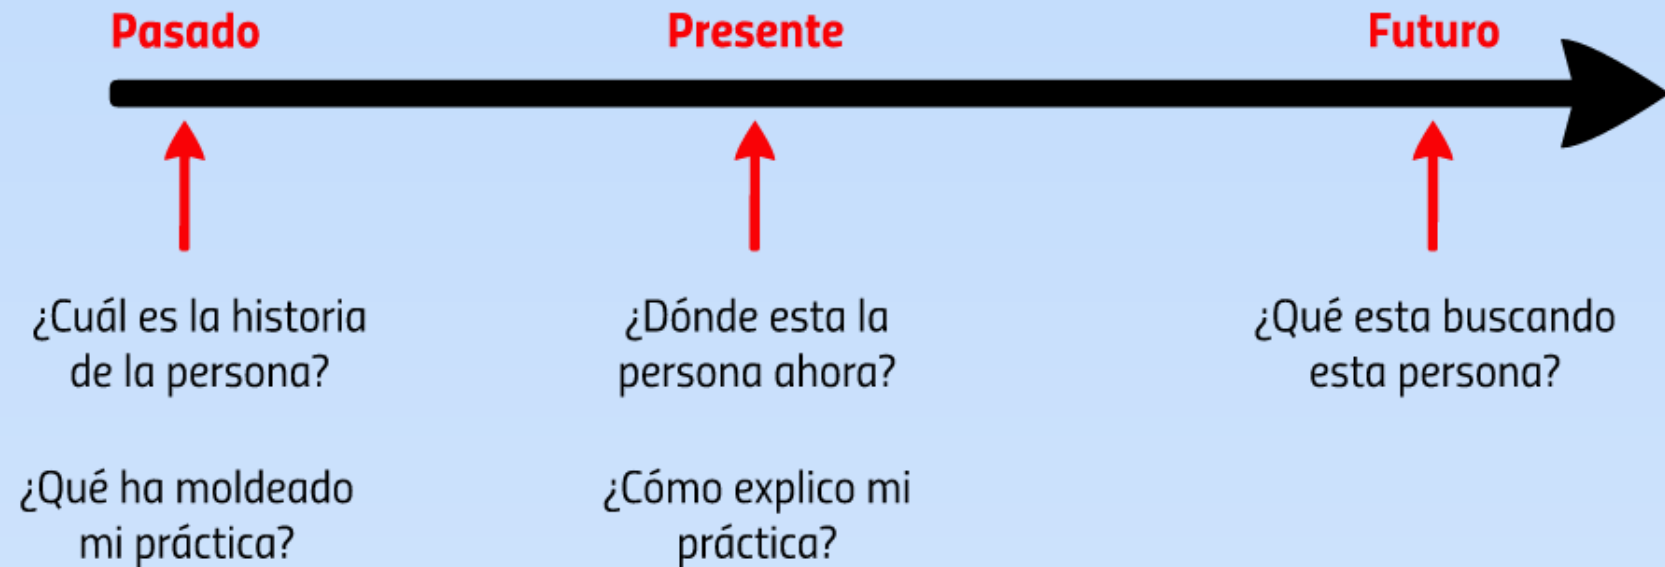 Pasado
Presente
Futuro
¿Cuál es la historia
de la persona?
¿Dónde esta la
persona ahora?
¿Qué esta buscando
esta persona?
¿Qué ha moldeado
mi práctica?
¿Cómo explico mi
práctica?